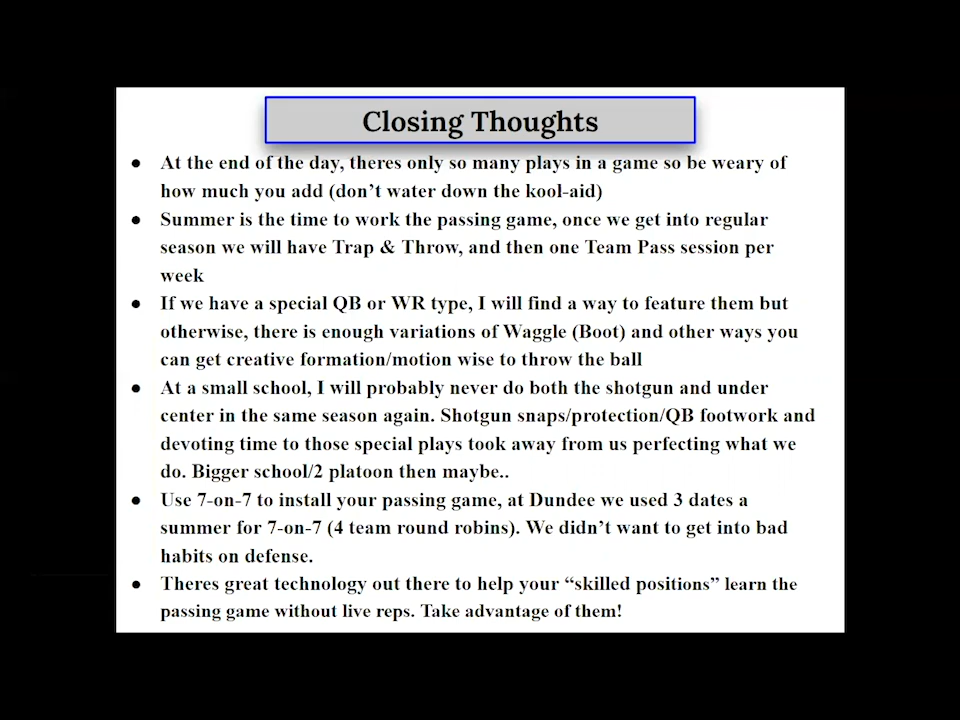 Closing Thoughts
● At the end of the day, theres only so many plays in a game so be weary of
how much you add (don't water down the kool-aid)
● Summer is the time to work the passing game, once we get into regular
season we will have Trap & Throw, and then one Team Pass session per
week
● If we have a special QB or WR type, I will find a way to feature them but
otherwise, there is enough variations of Waggle (Boot) and other ways you
can get creative formation/motion wise to throw the ball
● At a small school, I will probably never do both the shotgun and under
center in the same season again. Shotgun snaps/protection/QB footwork and
devoting time to those special plays took away from us perfecting what we
do. Bigger school/2 platoon then maybe..
● Use 7-on-7 to install your passing game, at Dundee we used 3 dates a
summer for 7-on-7 (4 team round robins). We didn't want to get into bad
habits on defense.
● Theres great technology out there to help your “skilled positions” learn the
passing game without live reps. Take advantage of them!